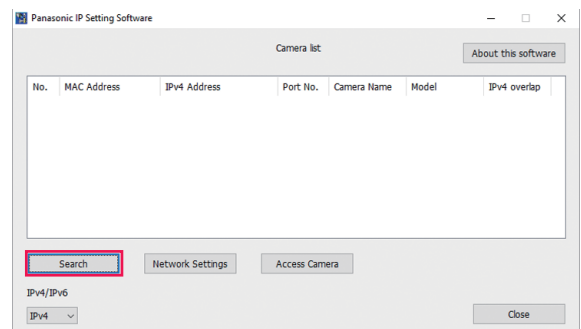 Panasonic IP Setting Software
Camera list
About this software
No. MAC Address IPv4 Address Port No. Camera Name Model IPv4 overlap
Search Network Settings Access Camera
IPv4/IPv6
IPv4
Close